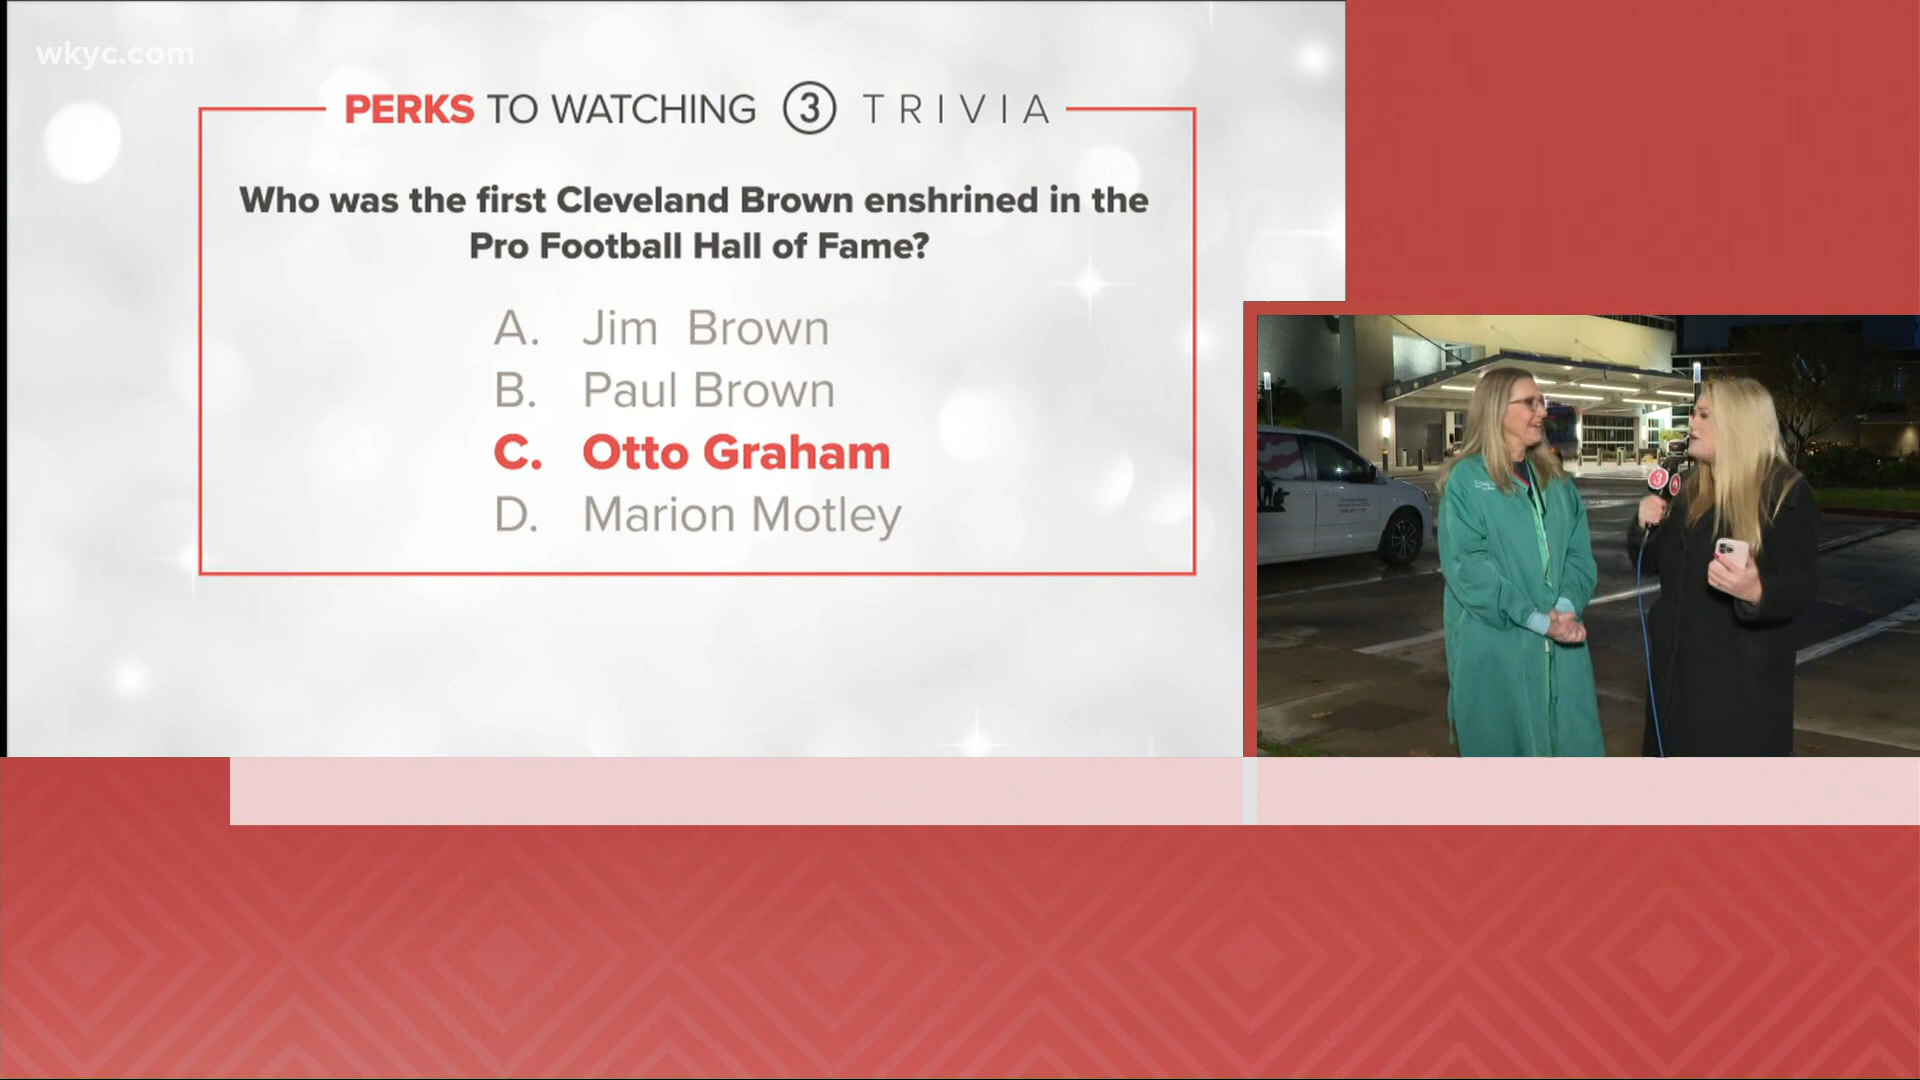 wkyc.com
PERKS TO WATCHING 3 TRIVIA
Who was the first Cleveland Brown enshrined in the
Pro Football Hall of Fame?
A. Jim Brown
B. Paul Brown
C. Otto Graham
D. Marion Motley
3